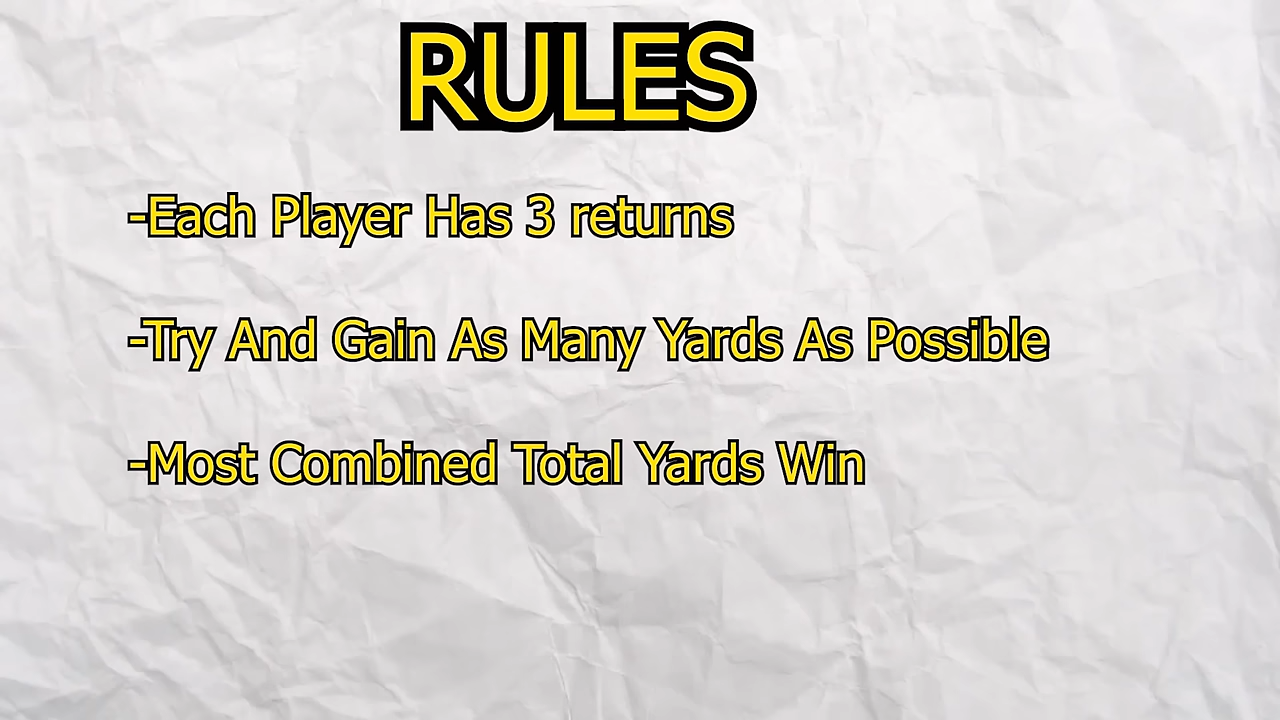 RULES
-Each Player Has 3 returns
-Try And Gain As Many Yards As Possible
-Most Combined Total Yards Win